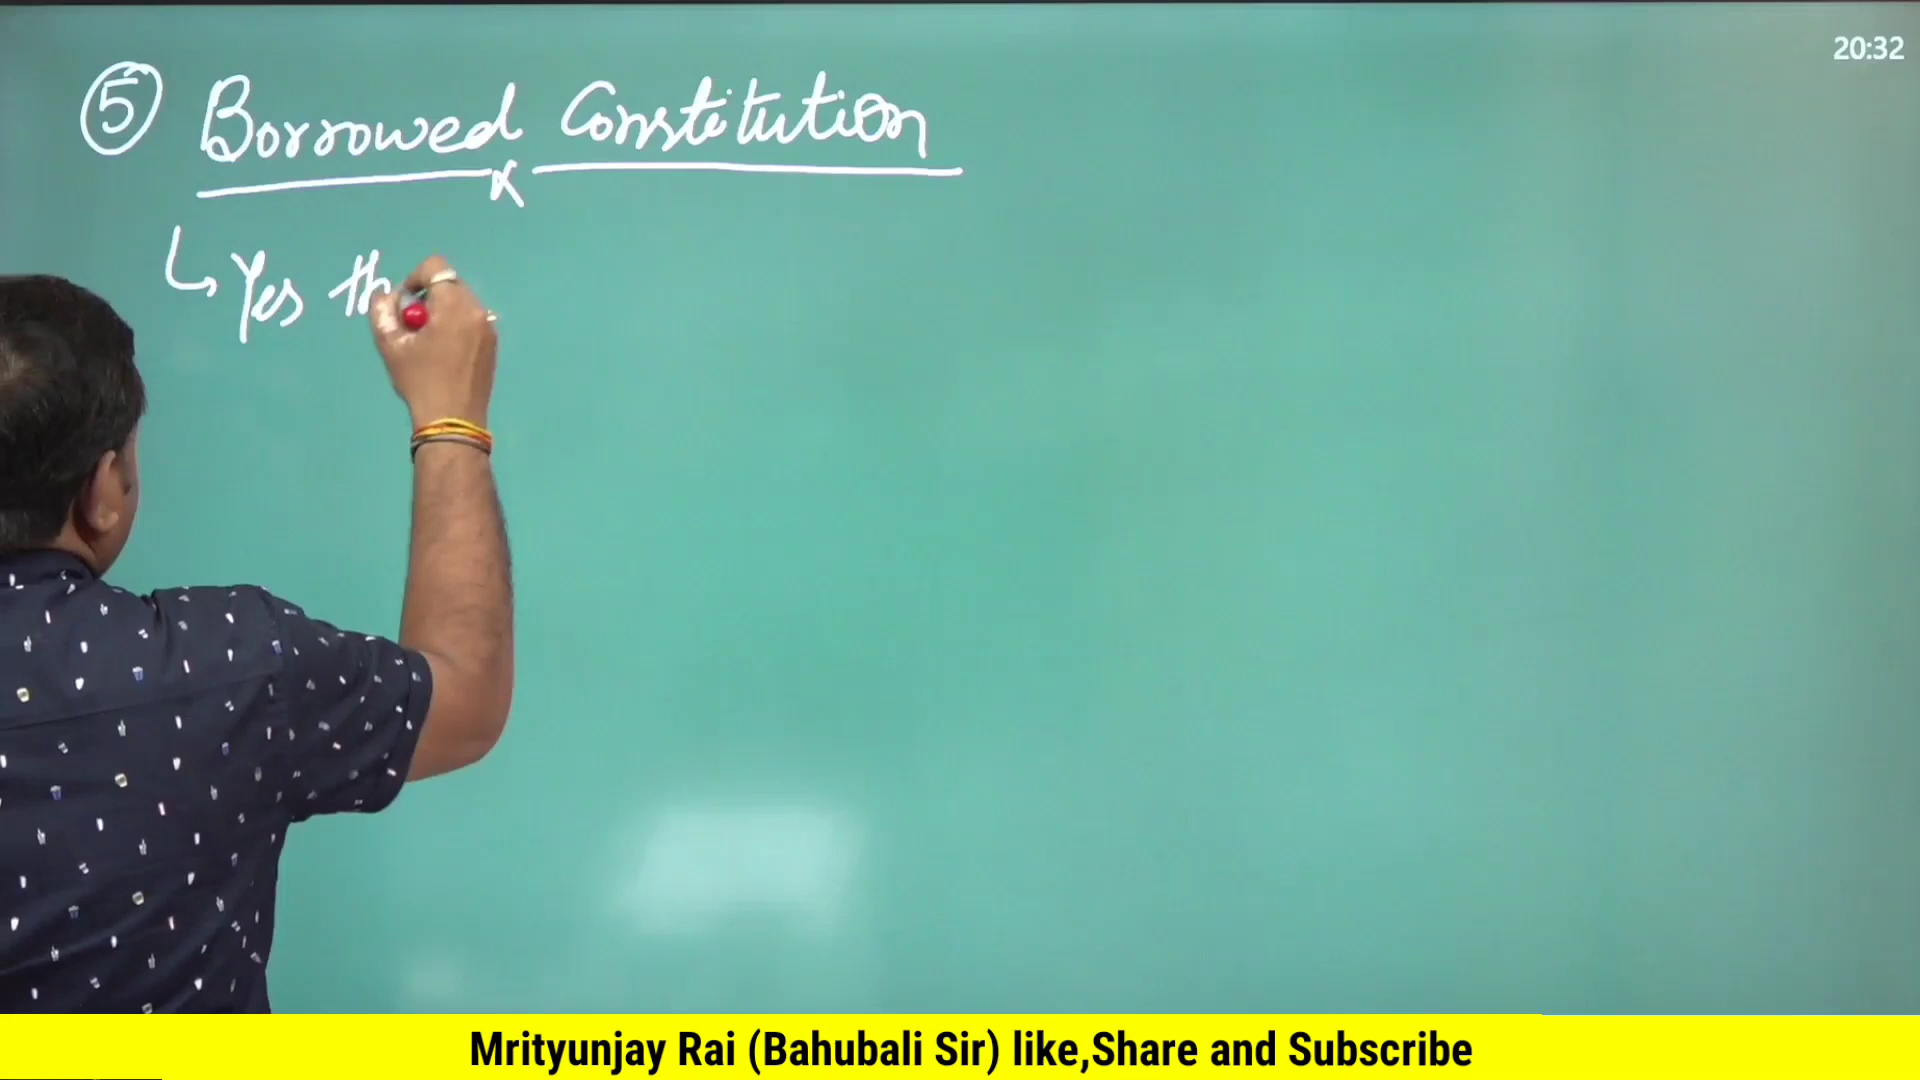 20:32
⑤ Borrowed Constitution
↳ Yes th
Mrityunjay Rai (Bahubali Sir) like,Share and Subscribe